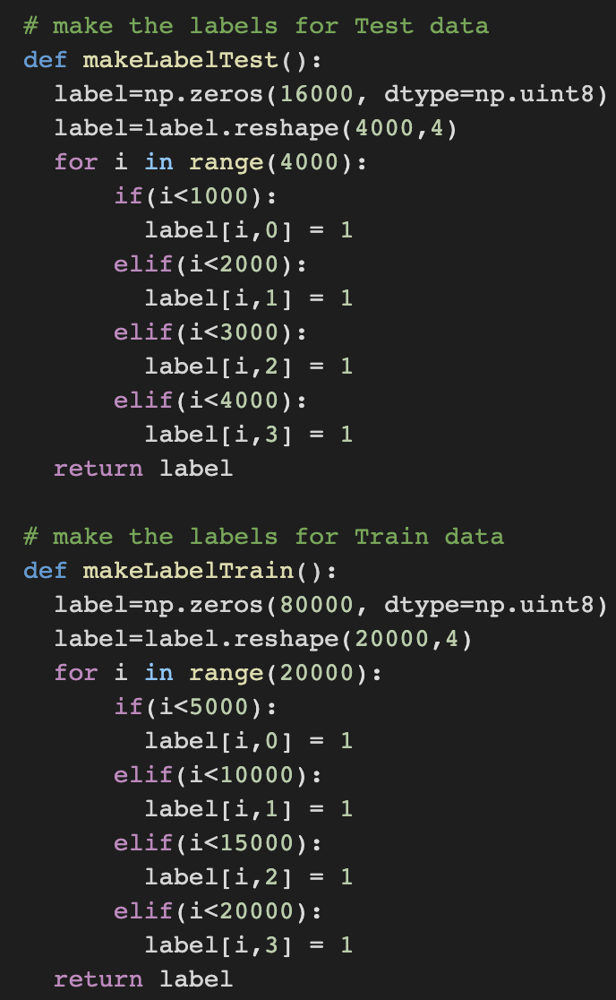 # make the labels for Test data
def makeLabelTest():
  label=np.zeros(16000, dtype=np.uint8)
  label=label.reshape(4000,4)
  for i in range(4000):
      if(i<1000):
        label[i,0] = 1
      elif(i<2000):
        label[i,1] = 1
      elif(i<3000):
        label[i,2] = 1
      elif(i<4000):
        label[i,3] = 1
  return label

# make the labels for Train data
def makeLabelTrain():
  label=np.zeros(80000, dtype=np.uint8)
  label=label.reshape(20000,4)
  for i in range(20000):
      if(i<5000):
        label[i,0] = 1
      elif(i<10000):
        label[i,1] = 1
      elif(i<15000):
        label[i,2] = 1
      elif(i<20000):
        label[i,3] = 1
  return label